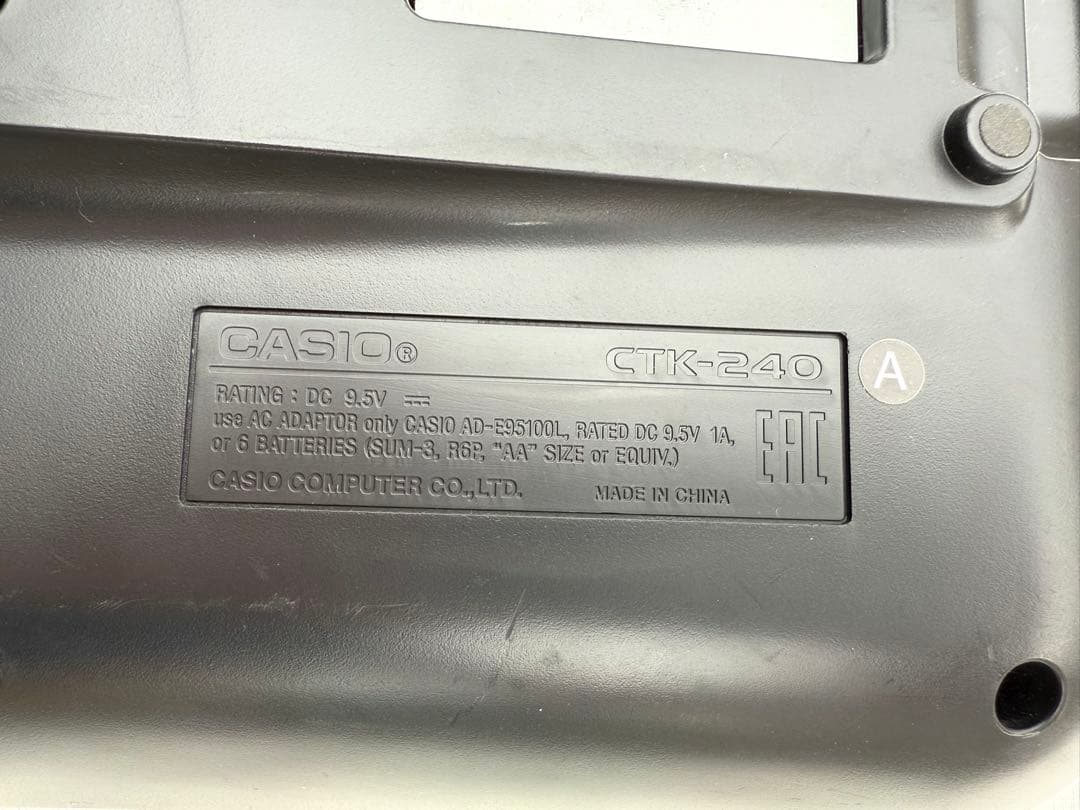 CASIO® CTK-240
RATING : DC 9.5V ⎓
use AC ADAPTOR only CASIO AD-E95100L, RATED DC 9.5V 1A,
or 6 BATTERIES (SUM-3, R6P, "AA" SIZE or EQUIV.)
CASIO COMPUTER CO.,LTD. MADE IN CHINA
EAC
A